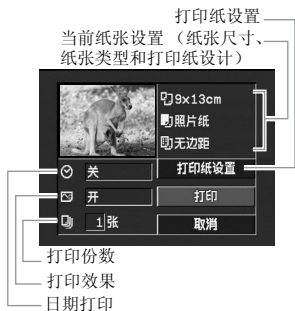 打印纸设置
当前纸张设置 （纸张尺寸、
纸张类型和打印纸设计）
9x13cm
照片纸
无边距
关
打印纸设置
开
打印
1张
取消
打印份数
打印效果
日期打印